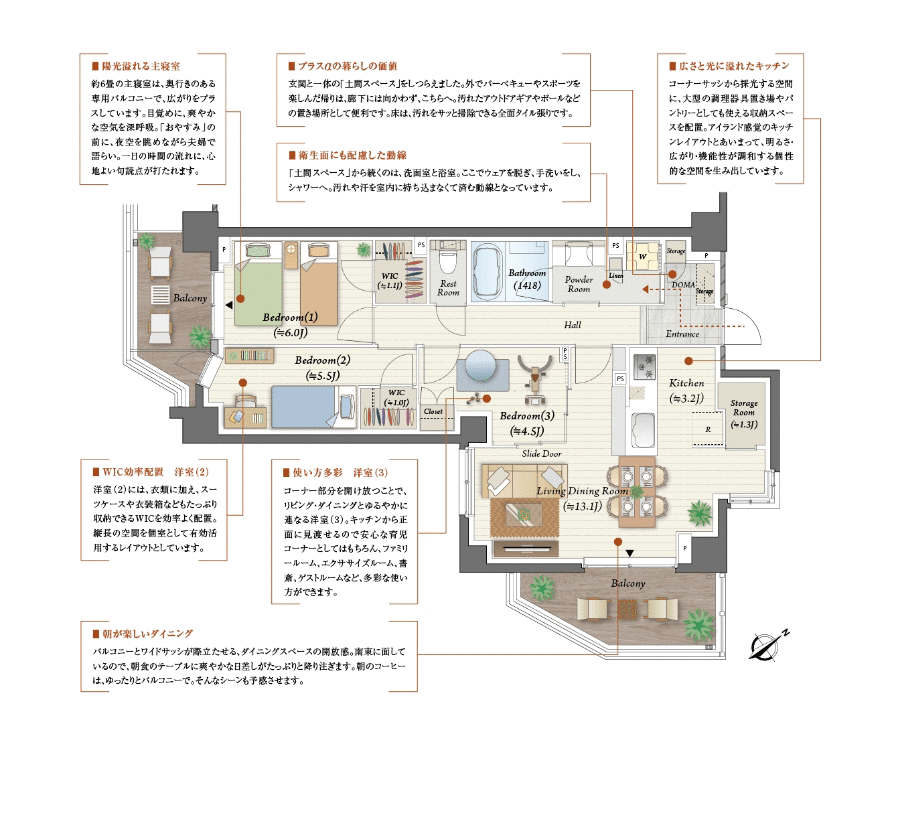 ■ 陽光溢れる主寝室
約6畳の主寝室は、奥行きのある
専用バルコニーで、広がりをプラ
スしています。目覚めに、爽やか
な空気を深呼吸。「おやすみ」の
前に、夜空を眺めながら夫婦で
語らい。一日の時間の流れに、心
地よい句読点が打たれます。
■ プラスαの暮らしの価値
玄関と一体の「土間スペース」をしつらえました。外でバーベキューやスポーツを
楽しんだ帰りは、廊下には向かわず、こちらへ。汚れたアウトドアギアやボールなど
の置き場所として便利です。床は、汚れをサッと掃除できる全面タイル張りです。
■ 衛生面にも配慮した動線
「土間スペース」から続くのは、洗面室と浴室。ここでウェアを脱ぎ、手洗いをし、
シャワーへ。汚れや汗を室内に持ち込まなくて済む動線となっています。
■ 広さと光に溢れたキッチン
コーナーサッシから採光する空間
に、大型の調理器具置き場やパ
ントリーとしても使える収納スペー
スを配置。アイランド感覚のキッチ
ンレイアウトとあいまって、明るさ・
広がり・機能性が調和する個性
的な空間を生み出しています。
P
Balcony
Bedroom(1)
(≒6.0J)
WIC
(≒1.1J)
PS
Rest
Room
Bathroom
(1418)
Powder
Room
PS
Linen
W
Storage
P
DOMA
Storage
Hall
Entrance
Bedroom(2)
(≒5.5J)
WIC
(≒1.0J)
Closet
Bedroom(3)
(≒4.5J)
PS
PS
Kitchen
(≒3.2J)
R
Storage
Room
(≒1.3J)
Slide Door
Living Dining Room
(≒13.1J)
P
Balcony
N
■ WIC効率配置 洋室(2)
洋室(2)には、衣類に加え、スー
ツケースや衣装箱などもたっぷり
収納できるWICを効率よく配置。
縦長の空間を個室として有効活
用するレイアウトとしています。
■ 使い方多彩 洋室(3)
コーナー部分を開け放つことで、
リビング・ダイニングとゆるやかに
連なる洋室(3)。キッチンから正
面に見渡せるので安心な育児
コーナーとしてはもちろん、ファミリ
ールーム、エクササイズルーム、書
斎、ゲストルームなど、多彩な使い
方ができます。
■ 朝が楽しいダイニング
バルコニーとワイドサッシが際立たせる、ダイニングスペースの開放感。南東に面して
いるので、朝食のテーブルに爽やかな日差しがたっぷりと降り注ぎます。朝のコーヒー
は、ゆったりとバルコニーで。そんなシーンも予感させます。